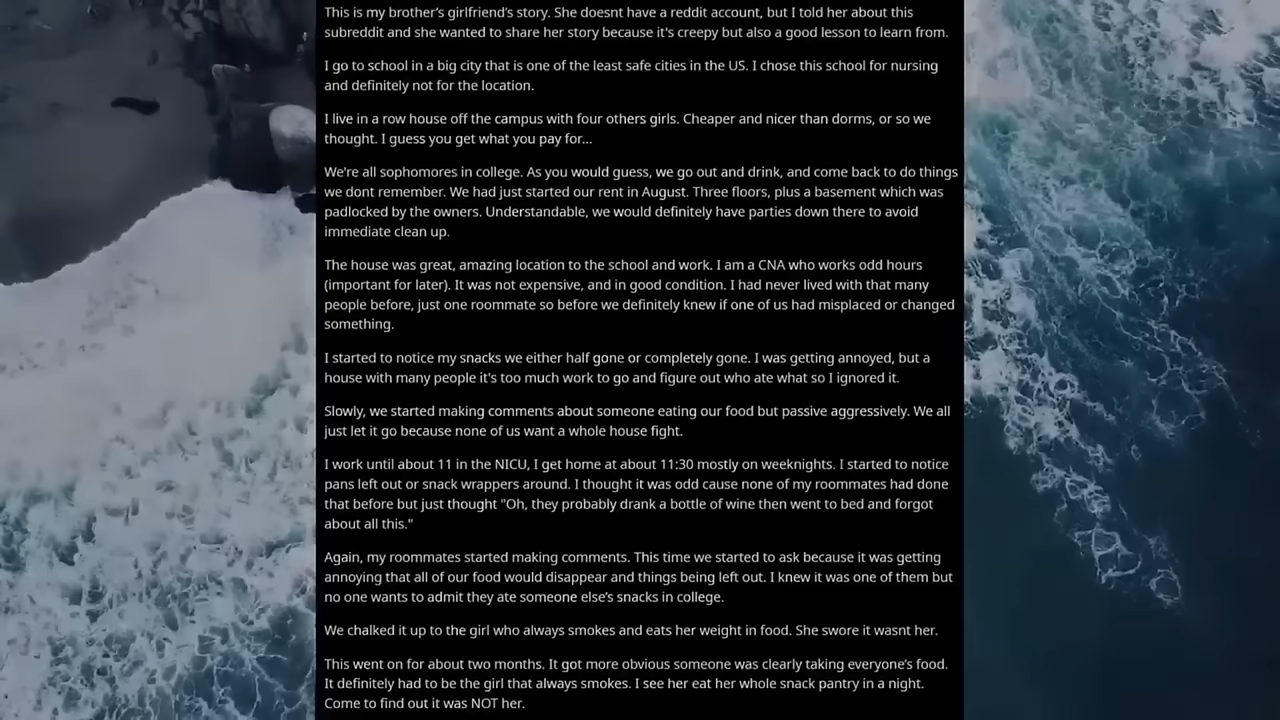 This is my brother's girlfriend's story. She doesnt have a reddit account, but I told her about this
subreddit and she wanted to share her story because it's creepy but also a good lesson to learn from.
I go to school in a big city that is one of the least safe cities in the US. I chose this school for nursing
and definitely not for the location.
I live in a row house off the campus with four others girls. Cheaper and nicer than dorms, or so we
thought. I guess you get what you pay for...
We're all sophomores in college. As you would guess, we go out and drink, and come back to do things
we dont remember. We had just started our rent in August. Three floors, plus a basement which was
padlocked by the owners. Understandable, we would definitely have parties down there to avoid
immediate clean up.
The house was great, amazing location to the school and work. I am a CNA who works odd hours
(important for later). It was not expensive, and in good condition. I had never lived with that many
people before, just one roommate so before we definitely knew if one of us had misplaced or changed
something.
I started to notice my snacks we either half gone or completely gone. I was getting annoyed, but a
house with many people it's too much work to go and figure out who ate what so I ignored it.
Slowly, we started making comments about someone eating our food but passive aggressively. We all
just let it go because none of us want a whole house fight.
I work until about 11 in the NICU, I get home at about 11:30 mostly on weeknights. I started to notice
pans left out or snack wrappers around. I thought it was odd cause none of my roommates had done
that before but just thought "Oh, they probably drank a bottle of wine then went to bed and forgot
about all this."
Again, my roommates started making comments. This time we started to ask because it was getting
annoying that all of our food would disappear and things being left out. I knew it was one of them but
no one wants to admit they ate someone else's snacks in college.
We chalked it up to the girl who always smokes and eats her weight in food. She swore it wasnt her.
This went on for about two months. It got more obvious someone was clearly taking everyone's food.
It definitely had to be the girl that always smokes. I see her eat her whole snack pantry in a night.
Come to find out it was NOT her.